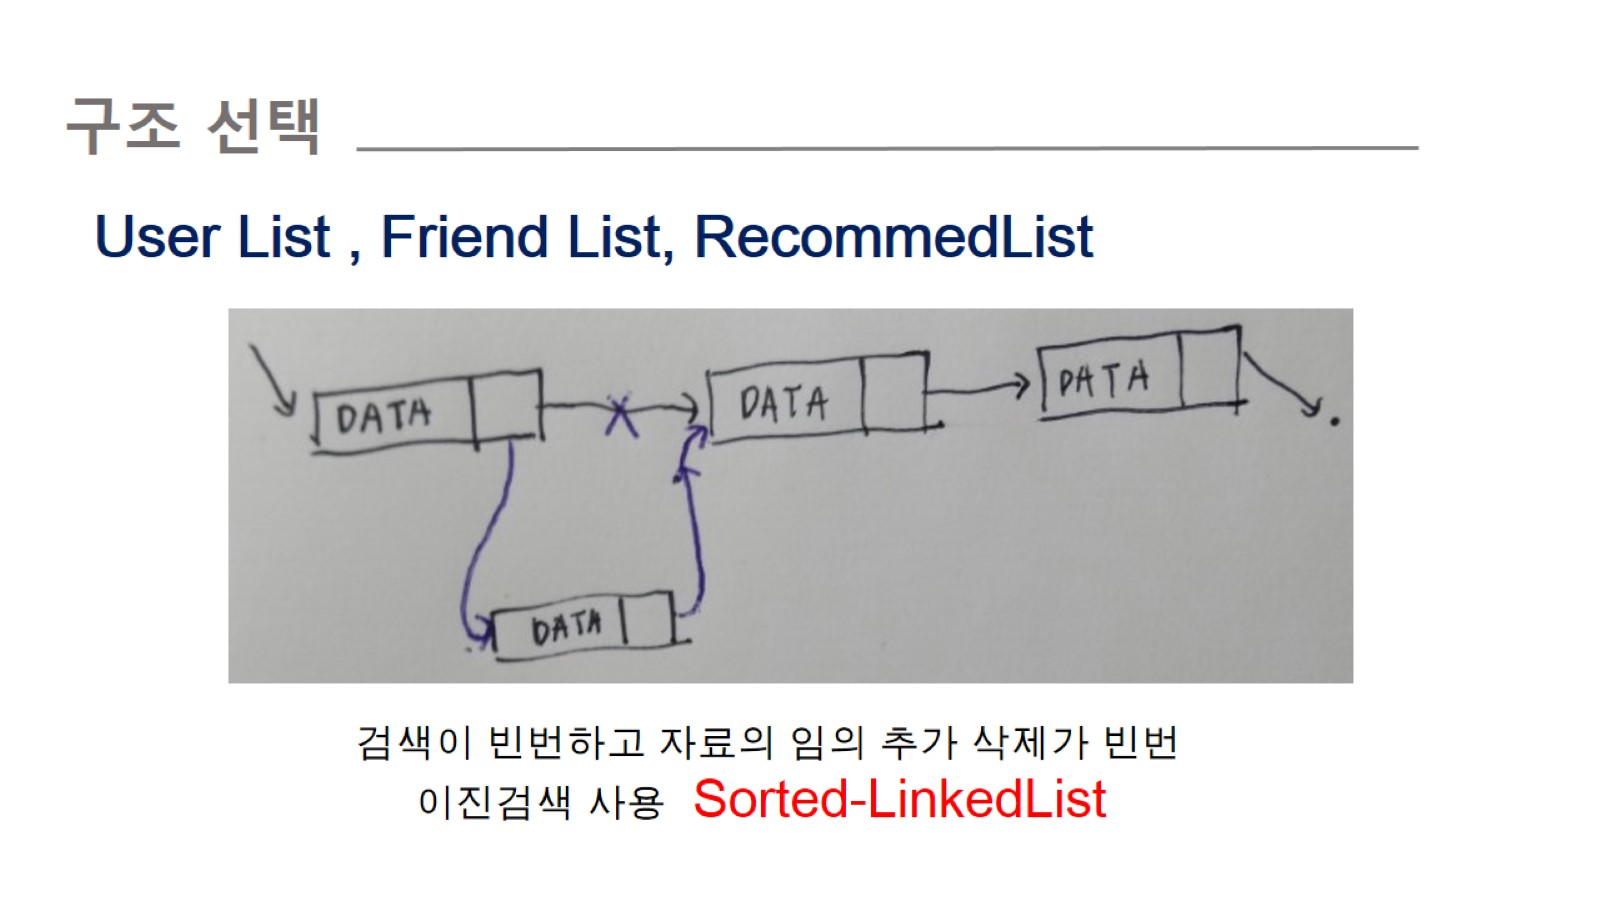 구조 선택
User List , Friend List, RecommedList
DATA
DATA
DATA
DATA
검색이 빈번하고 자료의 임의 추가 삭제가 빈번
이진검색 사용 Sorted-LinkedList